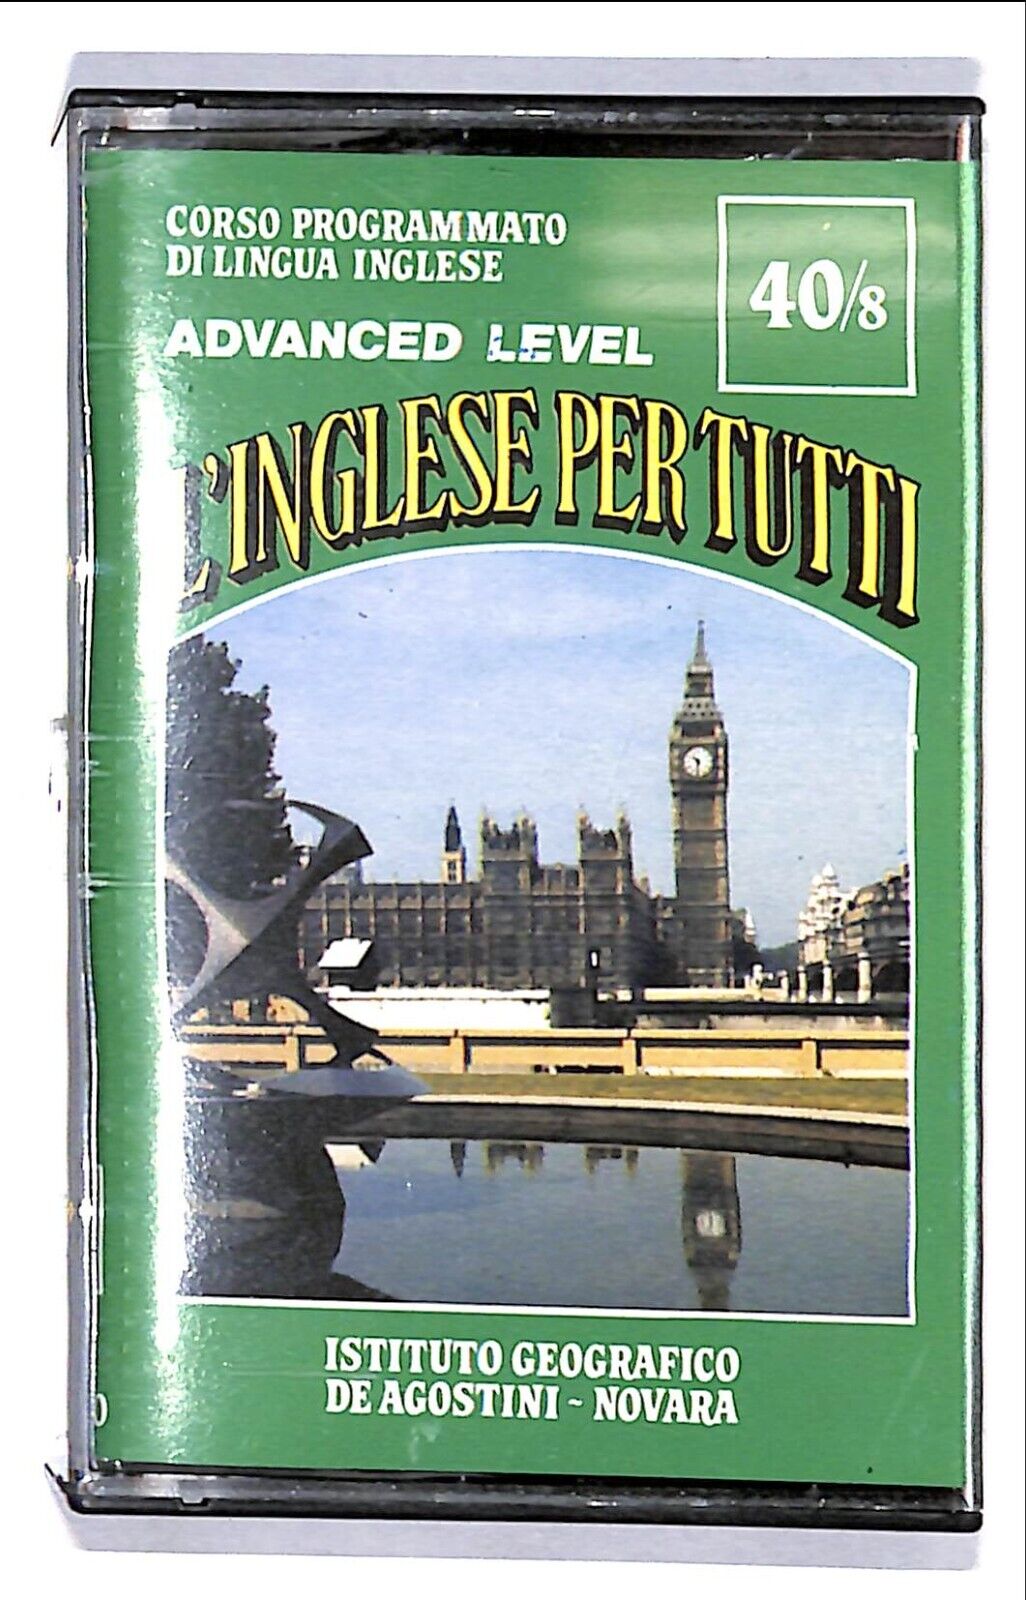 CORSO PROGRAMMATO
DI LINGUA INGLESE
40/8
ADVANCED LEVEL
L'INGLESE PER TUTTI
ISTITUTO GEOGRAFICO
DE AGOSTINI - NOVARA